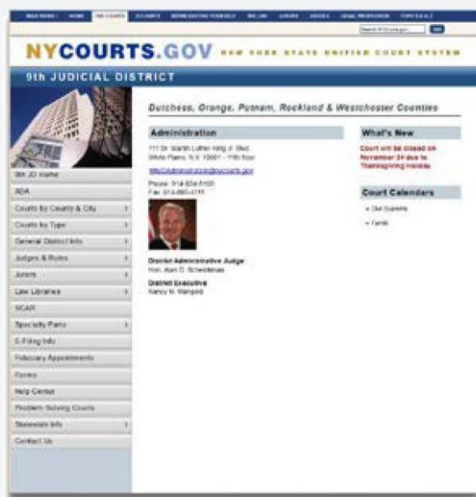 HOME
NYCOURTS.GOV NEW YORK STATE UNIFIED COURT SYSTEM
9th JUDICIAL DISTRICT
Dutchess, Orange, Putnam, Rockland & Westchester Counties
Administration
111 Dr. Martin Luther King Jr. Blvd.
White Plains, N.Y. 10601 - 11th floor
District Administrative Judge
Hon. Alan D. Scheinkman
District Executive
Nancy N. Mangold
What's New
Court will be closed on
November 24 due to
Thanksgiving Holiday
Court Calendars
Civil Supreme
Family
9th JD Home
ADA
Courts by County & City
Courts by Type
General District Info
Judges & Rules
Jurors
Law Libraries
SCAR
Specialty Parts
E-Filing Info
Fiduciary Appointments
Forms
Help Center
Problem Solving Courts
Statewide Info
Contact Us